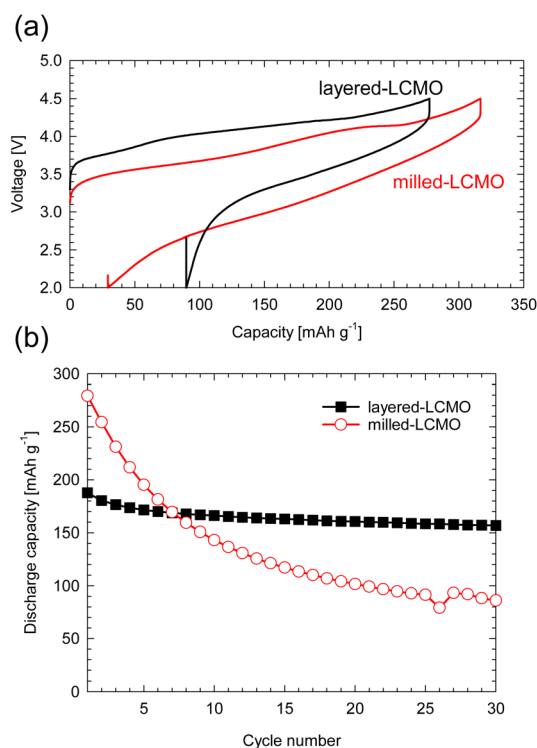 (a)
5.0
4.5
4.0
3.5
3.0
2.5
2.0
Voltage [V]
layered-LCMO
milled-LCMO
0 50 100 150 200 250 300 350
Capacity [mAh g⁻¹]
(b)
300
250
200
150
100
50
0
Discharge capacity [mAh g⁻¹]
layered-LCMO
milled-LCMO
5 10 15 20 25 30
Cycle number